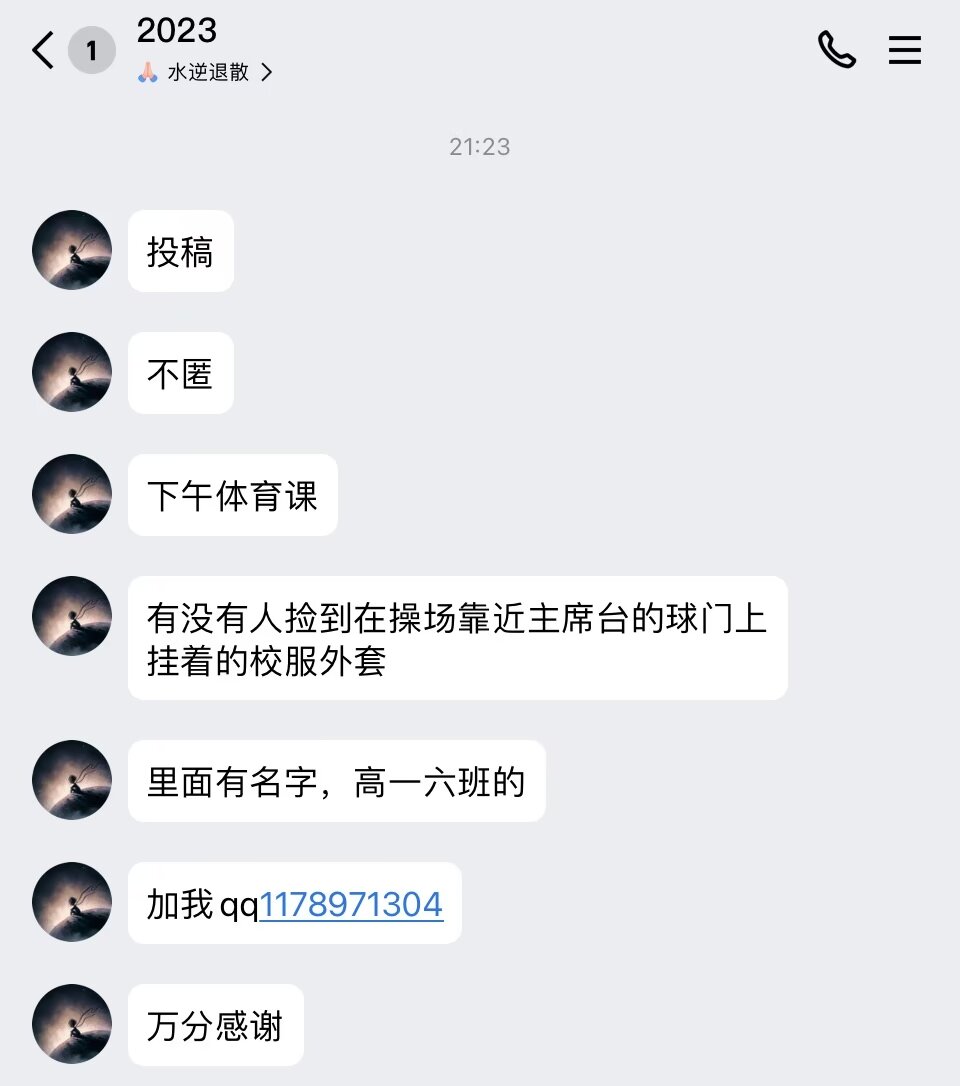 1
2023
🙏🏻 水逆退散
21:23
投稿
不匿
下午体育课
有没有人捡到在操场靠近主席台的球门上
挂着的校服外套
里面有名字，高一六班的
加我qq1178971304
万分感谢